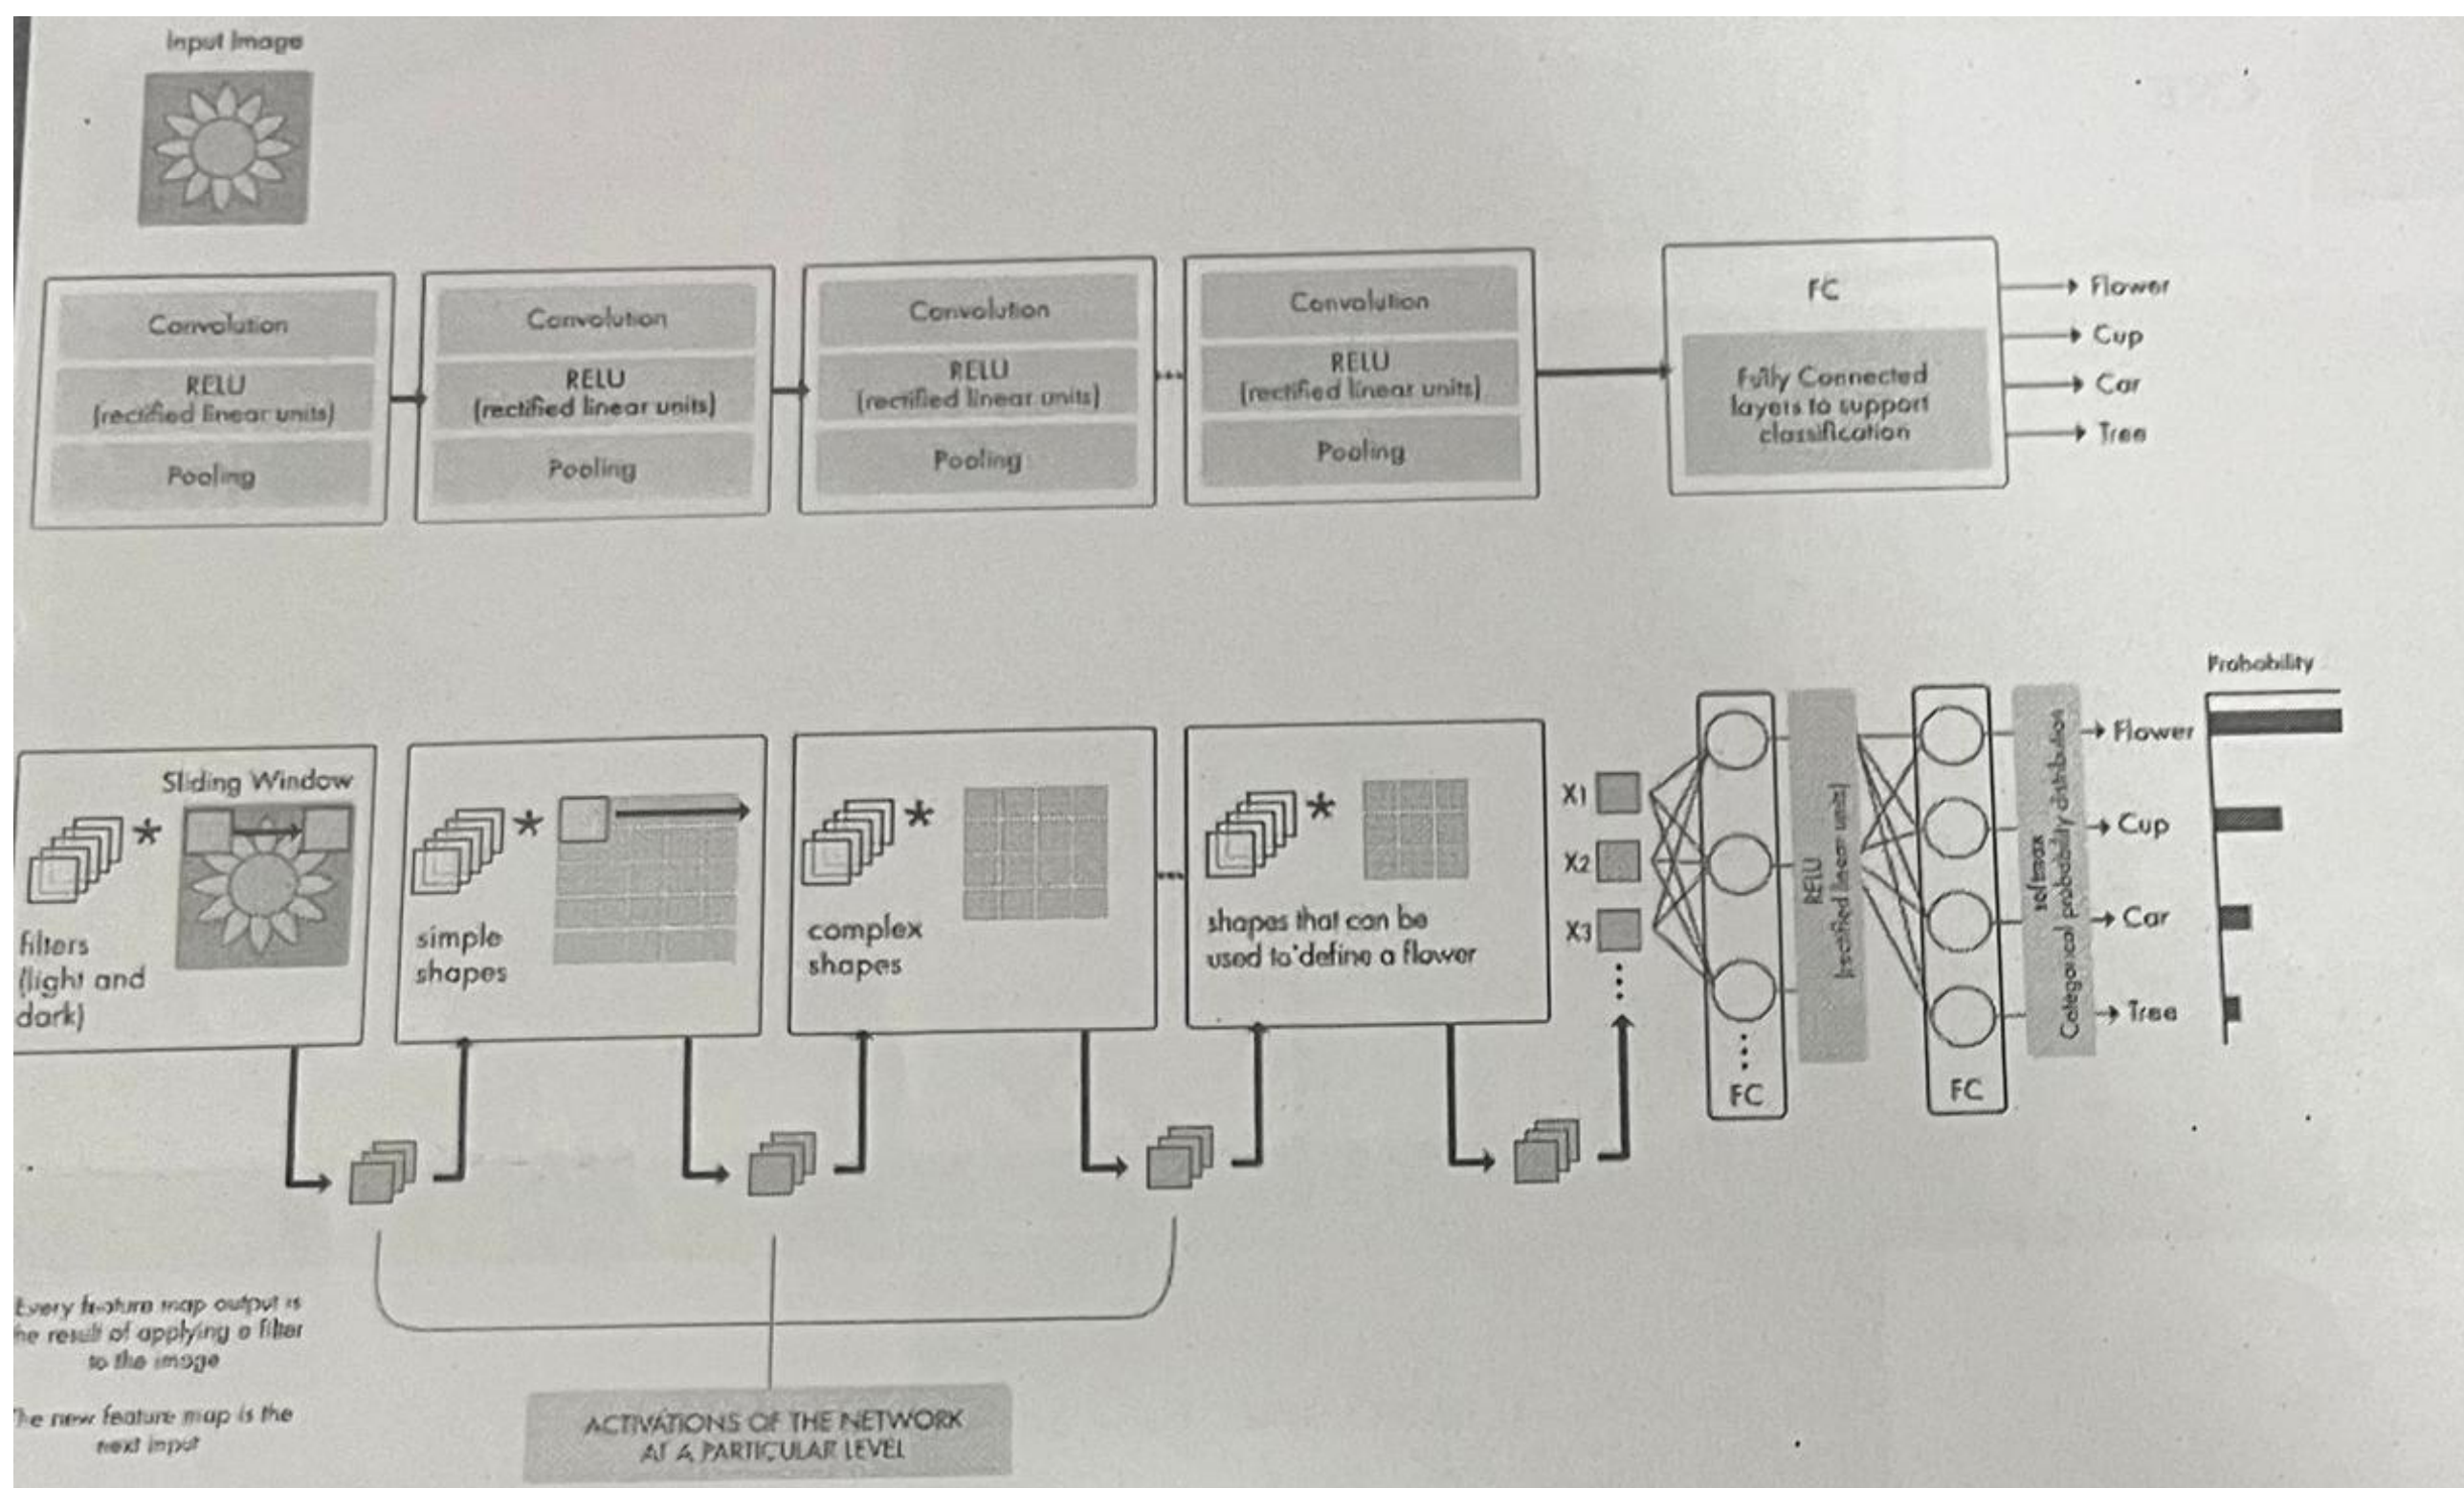 Input Image
Convolution
RELU
(rectified linear units)
Pooling
Convolution
RELU
(rectified linear units)
Pooling
Convolution
RELU
(rectified linear units)
Pooling
Convolution
RELU
(rectified linear units)
Pooling
FC
Fully Connected
layers to support
classification
Flower
Cup
Car
Tree
Sliding Window
*
filters
(light and
dark)
*
simple
shapes
*
complex
shapes
*
shapes that can be
used to define a flower
X1
X2
X3
FC
RELU
(rectified linear units)
FC
softmax
Categorical probability distribution
Probability
Flower
Cup
Car
Tree
Every feature map output is
he result of applying a filter
to the image
he new feature map is the
next input
ACTIVATIONS OF THE NETWORK
AT A PARTICULAR LEVEL